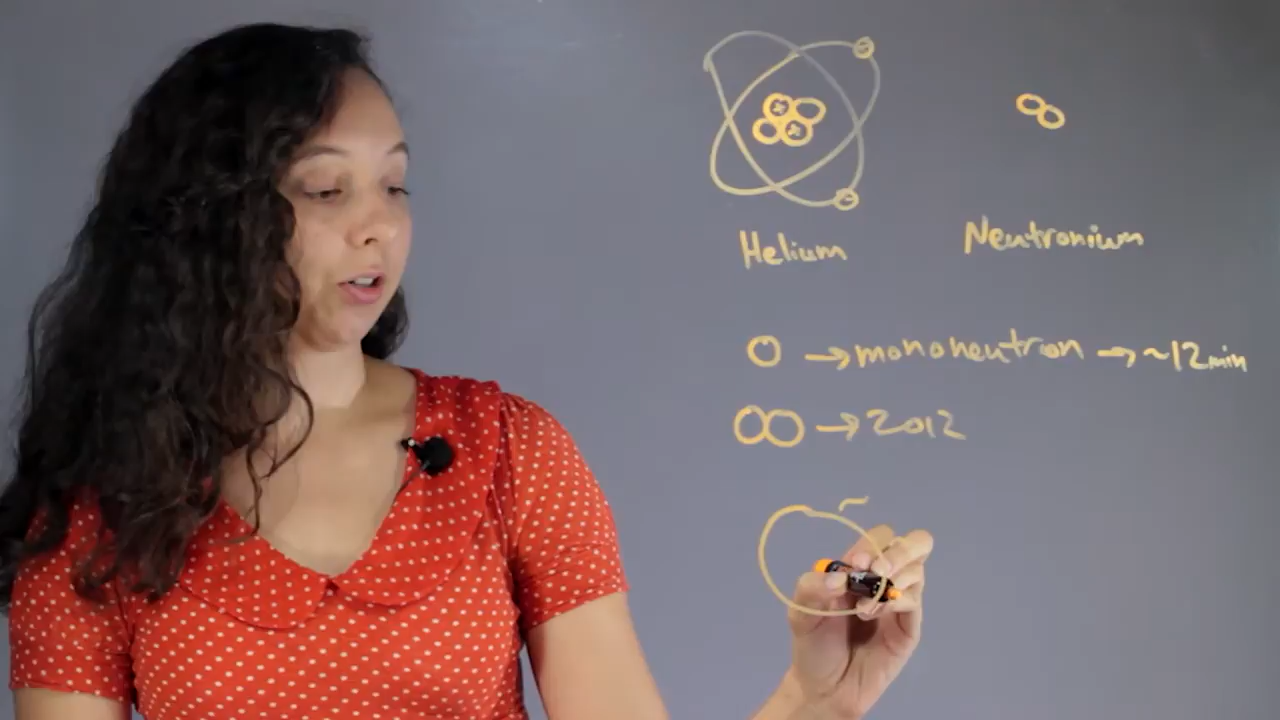 Helium
Neutronium
→ mononeutron → ~12min
→ 2012